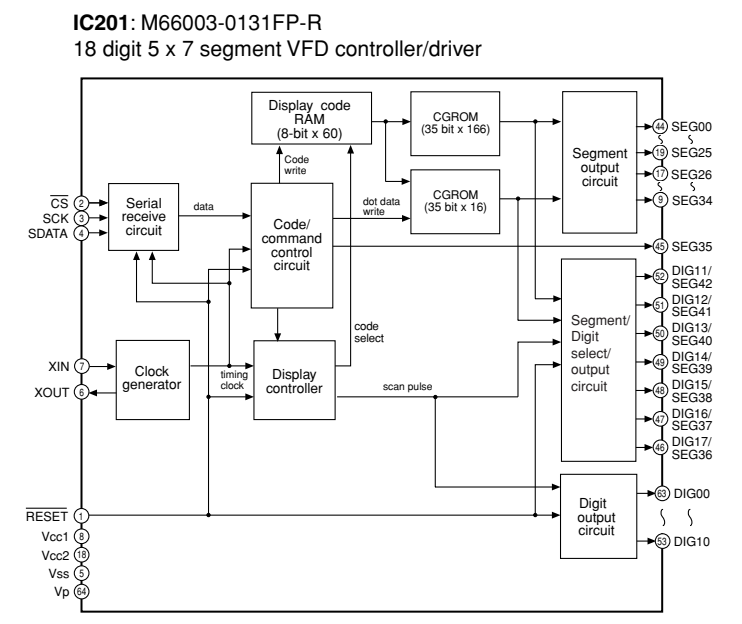 IC201: M66003-0131FP-R
18 digit 5 x 7 segment VFD controller/driver
Display code
RAM
(8-bit x 60)
CGROM
(35 bit x 166)
CGROM
(35 bit x 16)
Segment
output
circuit
44 SEG00
19 SEG25
17 SEG26
9 SEG34
45 SEG35
Code
write
CS 2
SCK 3
SDATA 4
Serial
receive
circuit
data
Code/
command
control
circuit
dot data
write
code
select
52 DIG11/
SEG42
51 DIG12/
SEG41
50 DIG13/
SEG40
49 DIG14/
SEG39
48 DIG15/
SEG38
47 DIG16/
SEG37
46 DIG17/
SEG36
Segment/
Digit
select/
output
circuit
XIN 7
XOUT 6
Clock
generator
timing
clock
Display
controller
scan pulse
Digit
output
circuit
63 DIG00
53 DIG10
RESET 1
Vcc1 8
Vcc2 18
Vss 5
Vp 64